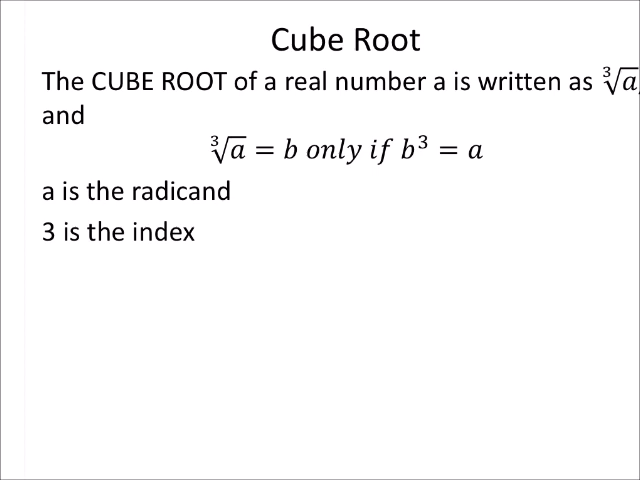 Cube Root
The CUBE ROOT of a real number a is written as ∛a,
and
∛a = b only if b³ = a
a is the radicand
3 is the index